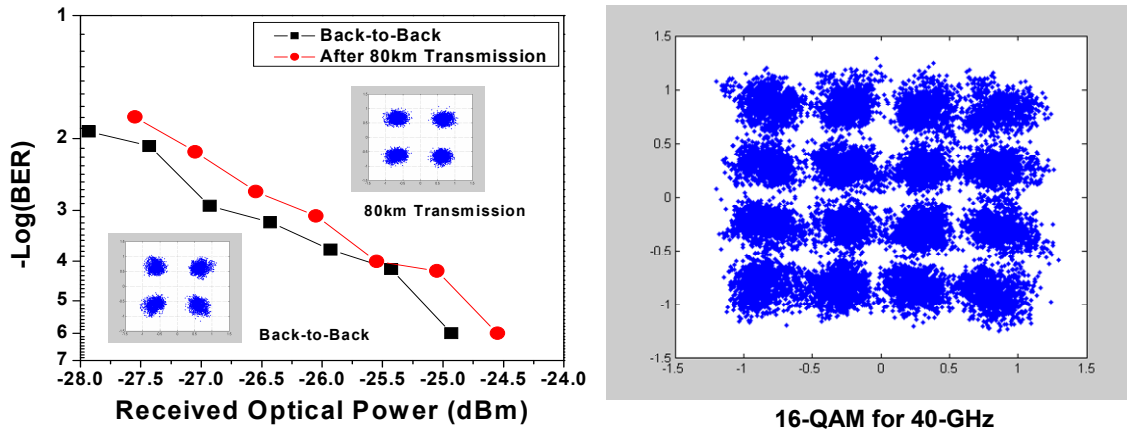 1
2
3
4
5
6
7
-Log(BER)
Back-to-Back
After 80km Transmission
80km Transmission
Back-to-Back
-28.0 -27.5 -27.0 -26.5 -26.0 -25.5 -25.0 -24.5 -24.0
Received Optical Power (dBm)
1.5
1
0.5
0
-0.5
-1
-1.5
-1.5 -1 -0.5 0 0.5 1 1.5
16-QAM for 40-GHz